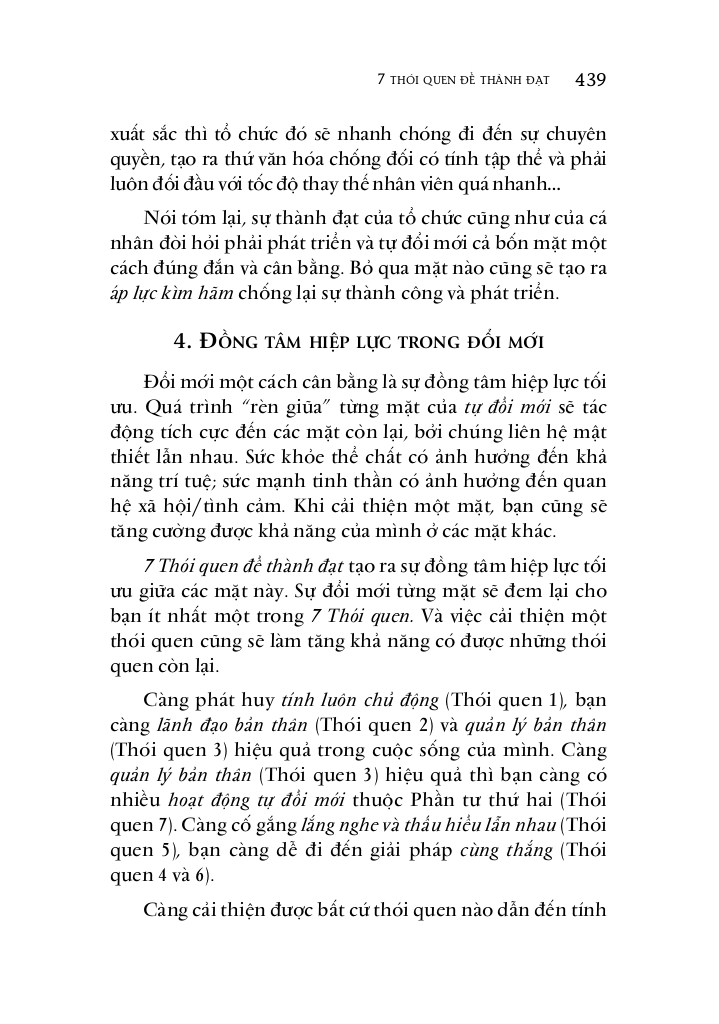 7 THÓI QUEN ĐỂ THÀNH ĐẠT 439
xuất sắc thì tổ chức đó sẽ nhanh chóng đi đến sự chuyên
quyền, tạo ra thứ văn hóa chống đối có tính tập thể và phải
luôn đối đầu với tốc độ thay thế nhân viên quá nhanh...
Nói tóm lại, sự thành đạt của tổ chức cũng như của cá
nhân đòi hỏi phải phát triển và tự đổi mới cả bốn mặt một
cách đúng đắn và cân bằng. Bỏ qua mặt nào cũng sẽ tạo ra
áp lực kìm hãm chống lại sự thành công và phát triển.
4. ĐỒNG TÂM HIỆP LỰC TRONG ĐỔI MỚI
Đổi mới một cách cân bằng là sự đồng tâm hiệp lực tối
ưu. Quá trình “rèn giũa” từng mặt của tự đổi mới sẽ tác
động tích cực đến các mặt còn lại, bởi chúng liên hệ mật
thiết lẫn nhau. Sức khỏe thể chất có ảnh hưởng đến khả
năng trí tuệ; sức mạnh tinh thần có ảnh hưởng đến quan
hệ xã hội/tình cảm. Khi cải thiện một mặt, bạn cũng sẽ
tăng cường được khả năng của mình ở các mặt khác.
7 Thói quen để thành đạt tạo ra sự đồng tâm hiệp lực tối
ưu giữa các mặt này. Sự đổi mới từng mặt sẽ đem lại cho
bạn ít nhất một trong 7 Thói quen. Và việc cải thiện một
thói quen cũng sẽ làm tăng khả năng có được những thói
quen còn lại.
Càng phát huy tính luôn chủ động (Thói quen 1), bạn
càng lãnh đạo bản thân (Thói quen 2) và quản lý bản thân
(Thói quen 3) hiệu quả trong cuộc sống của mình. Càng
quản lý bản thân (Thói quen 3) hiệu quả thì bạn càng có
nhiều hoạt động tự đổi mới thuộc Phần tư thứ hai (Thói
quen 7). Càng cố gắng lắng nghe và thấu hiểu lẫn nhau (Thói
quen 5), bạn càng dễ đi đến giải pháp cùng thắng (Thói
quen 4 và 6).
Càng cải thiện được bất cứ thói quen nào dẫn đến tính